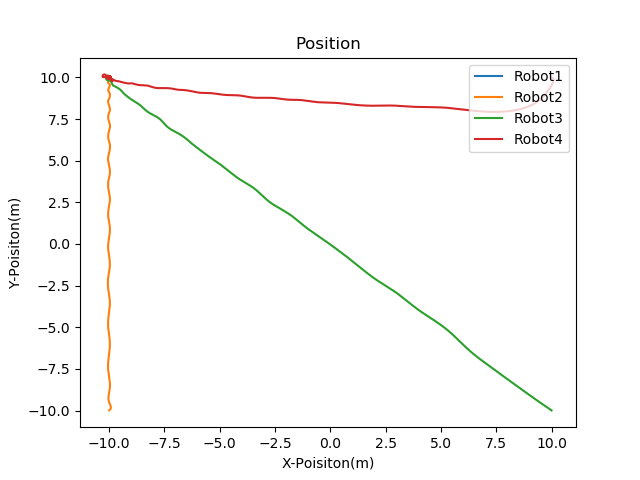 Position
10.0
7.5
5.0
2.5
0.0
−2.5
−5.0
−7.5
−10.0
Y-Poisiton(m)
Robot1
Robot2
Robot3
Robot4
−10.0 −7.5 −5.0 −2.5 0.0 2.5 5.0 7.5 10.0
X-Poisiton(m)